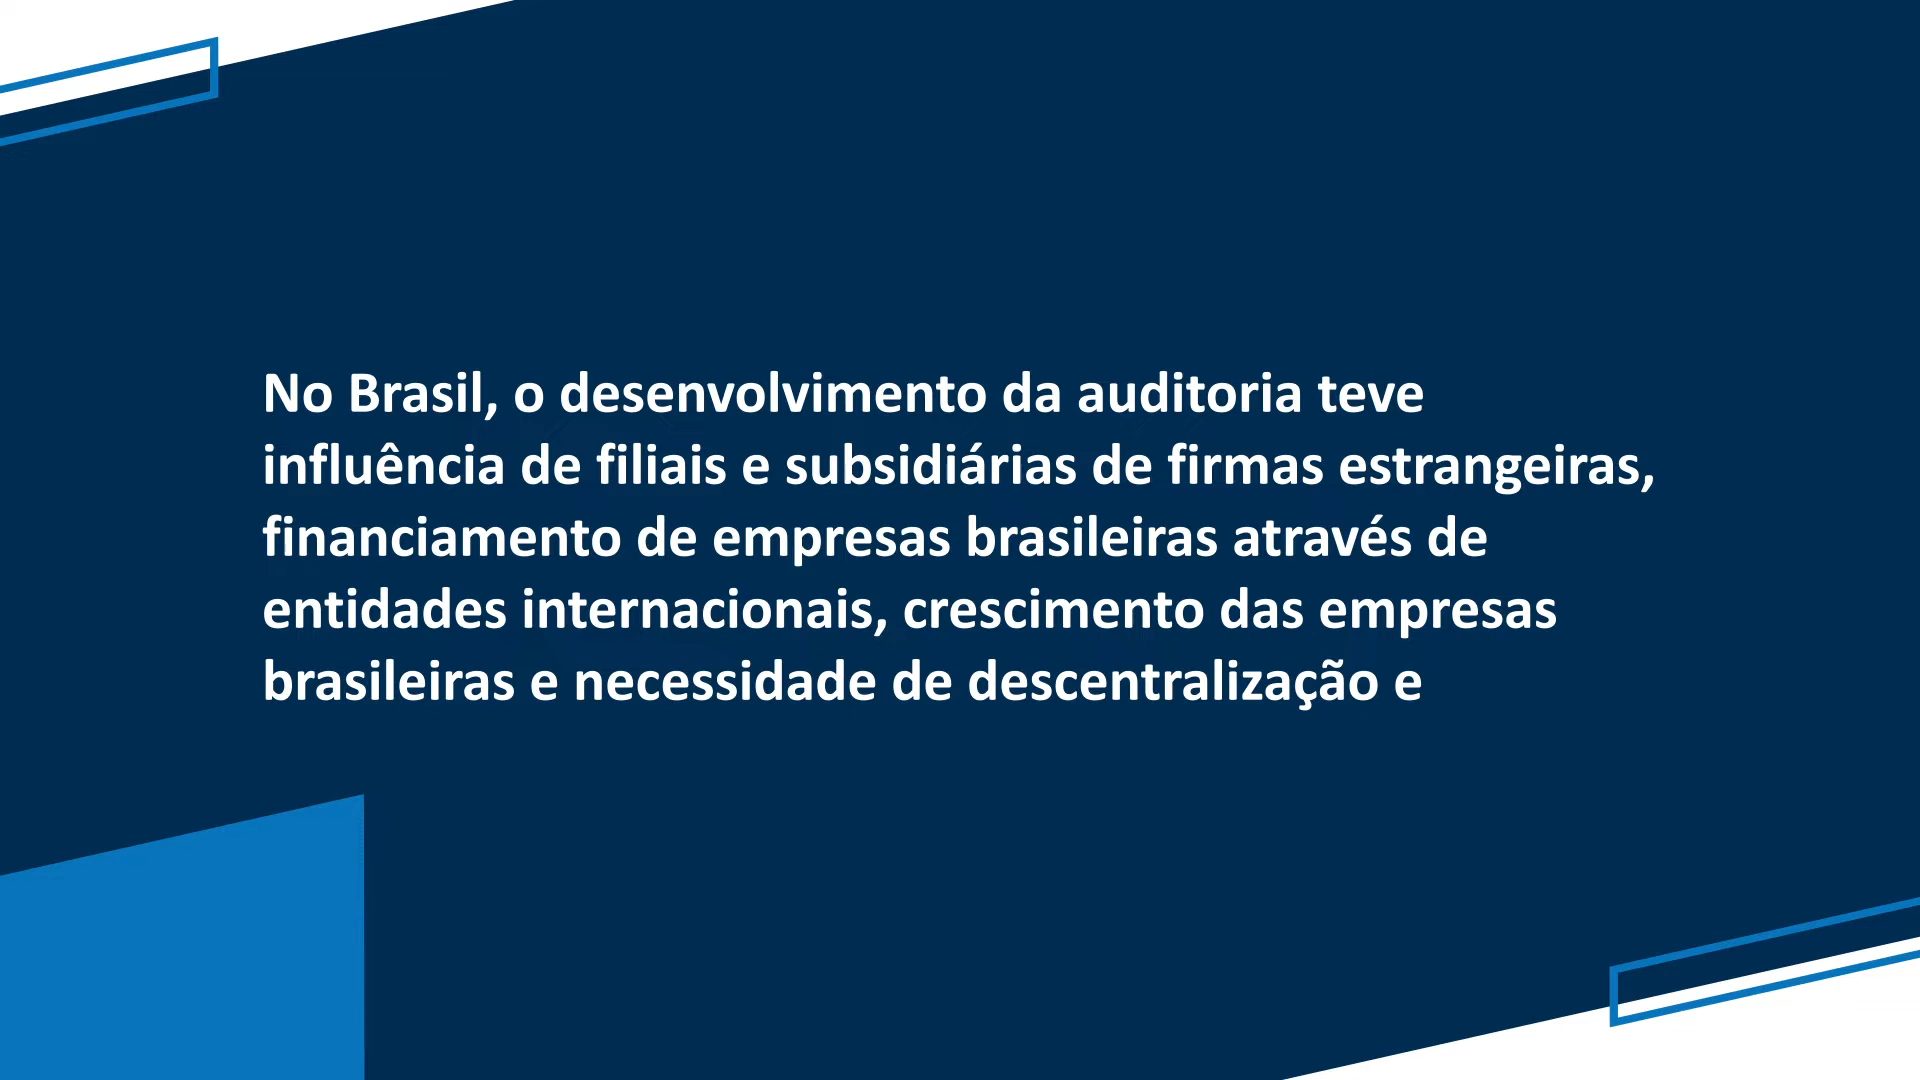 No Brasil, o desenvolvimento da auditoria teve
influência de filiais e subsidiárias de firmas estrangeiras,
financiamento de empresas brasileiras através de
entidades internacionais, crescimento das empresas
brasileiras e necessidade de descentralização e